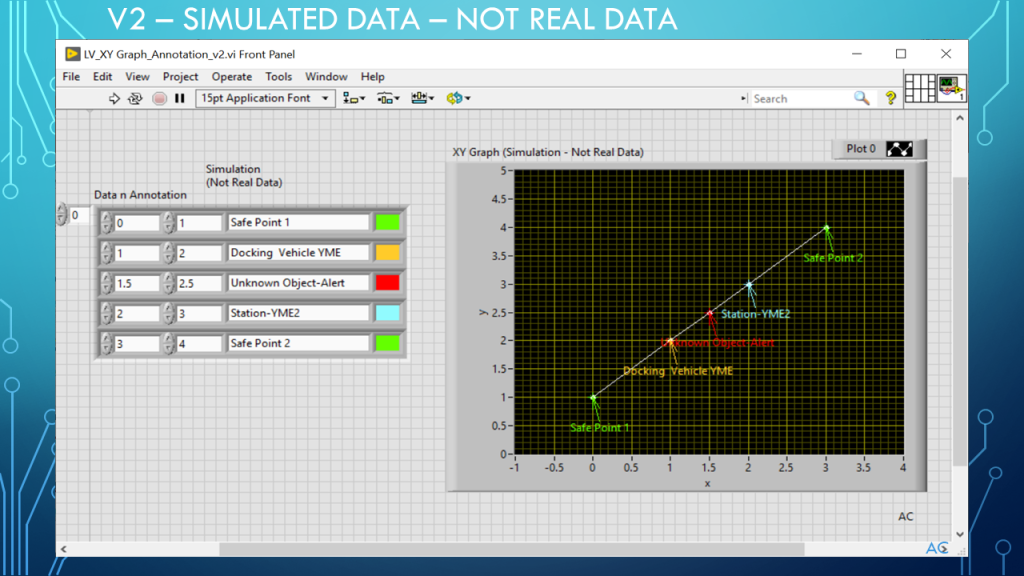 V2 – SIMULATED DATA – NOT REAL DATA
LV_XY Graph_Annotation_v2.vi Front Panel
File Edit View Project Operate Tools Window Help
15pt Application Font
Search
?
1
Simulation
(Not Real Data)
Data n Annotation
0
0 1 Safe Point 1
1 2 Docking Vehicle YME
1.5 2.5 Unknown Object-Alert
2 3 Station-YME2
3 4 Safe Point 2
XY Graph (Simulation - Not Real Data)
Plot 0
5
4.5
4
3.5
3
2.5
2
1.5
1
0.5
0
y
Safe Point 2
Station-YME2
Unknown Object-Alert
Docking Vehicle YME
Safe Point 1
-1 -0.5 0 0.5 1 1.5 2 2.5 3 3.5 4
x
AC
AC